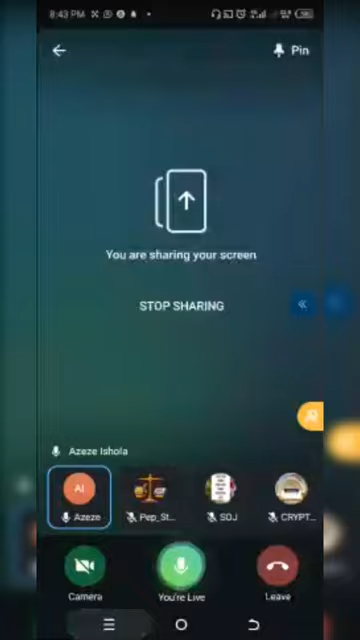 8:43 PM
Pin
You are sharing your screen
STOP SHARING
Azeze Ishola
AI
Azeze
Pep_St...
SOJ
CRYPT...
Camera
You're Live
Leave